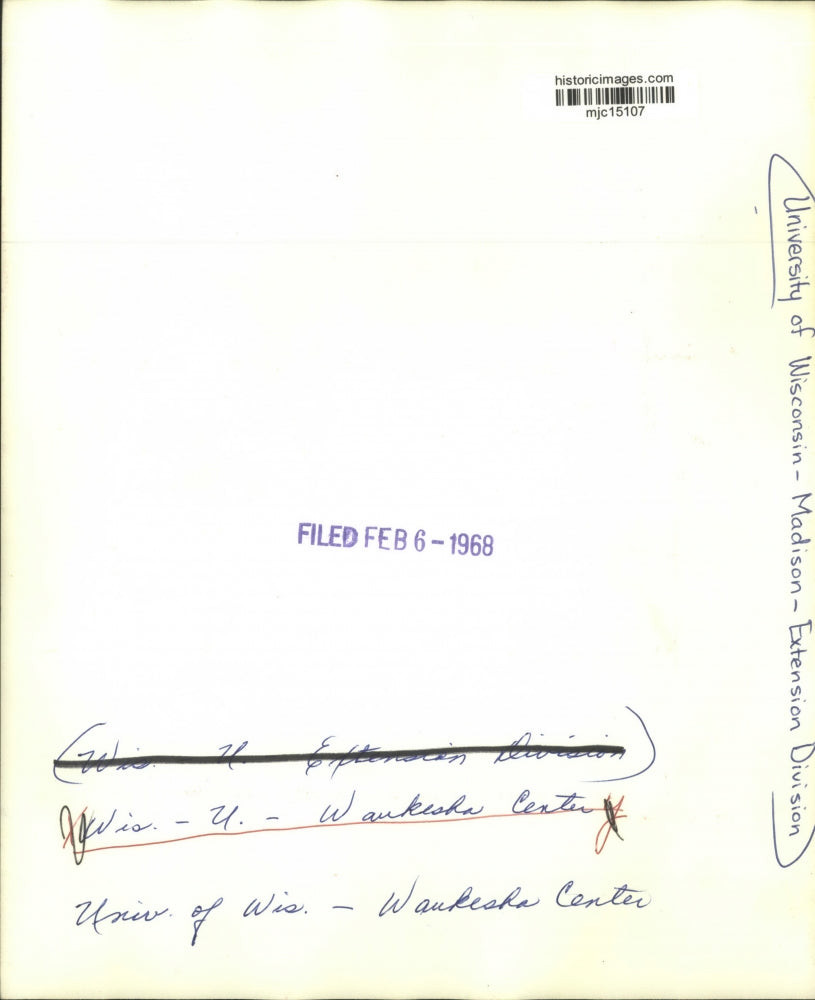 historicimages.com
mjc15107
University of Wisconsin - Madison - Extension Division
FILED FEB 6 - 1968
(Wis. U. Extension Division)
Wis. - U. - Waukesha Center
Univ. of Wis. - Waukesha Center